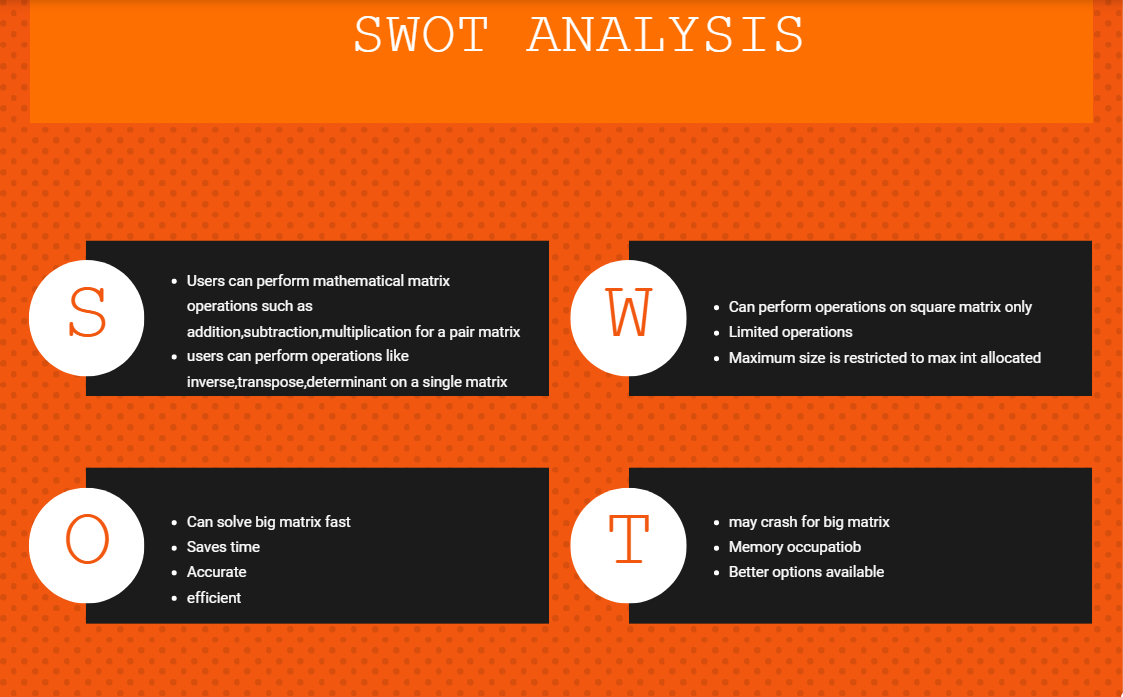 SWOT ANALYSIS
S
• Users can perform mathematical matrix
operations such as
addition,subtraction,multiplication for a pair matrix
• users can perform operations like
inverse,transpose,determinant on a single matrix
W
• Can perform operations on square matrix only
• Limited operations
• Maximum size is restricted to max int allocated
O
• Can solve big matrix fast
• Saves time
• Accurate
• efficient
T
• may crash for big matrix
• Memory occupatiob
• Better options available